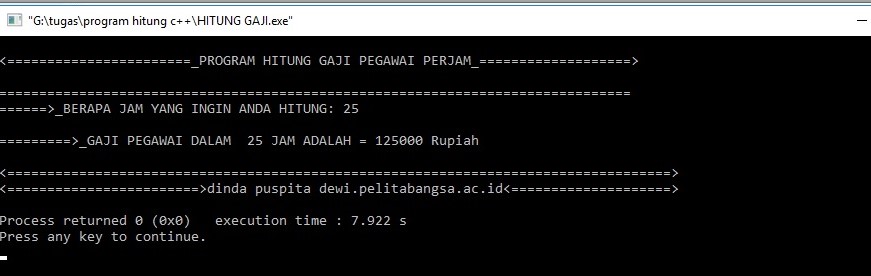 "G:\tugas\program hitung c++\HITUNG GAJI.exe"
<=======================_PROGRAM HITUNG GAJI PEGAWAI PERJAM_===================>
===============================================================================
======>_BERAPA JAM YANG INGIN ANDA HITUNG: 25
=========>_GAJI PEGAWAI DALAM  25 JAM ADALAH = 125000 Rupiah
<===================================================================================>
<========================>dinda puspita dewi.pelitabangsa.ac.id<====================>
Process returned 0 (0x0)   execution time : 7.922 s
Press any key to continue.